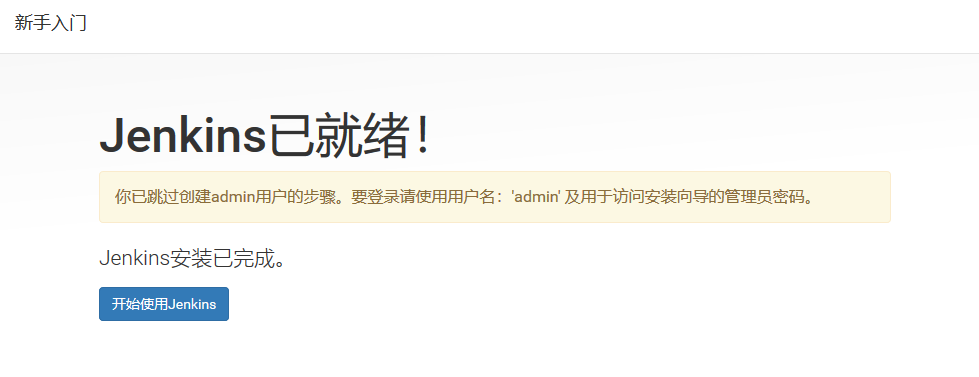 新手入门
Jenkins已就绪！
你已跳过创建admin用户的步骤。要登录请使用用户名：'admin' 及用于访问安装向导的管理员密码。
Jenkins安装已完成。
开始使用Jenkins